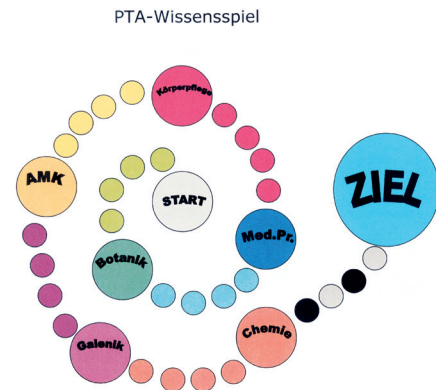 PTA-Wissensspiel
Körperpflege
AMK
START
ZIEL
Med.Pr.
Botanik
Chemie
Galenik